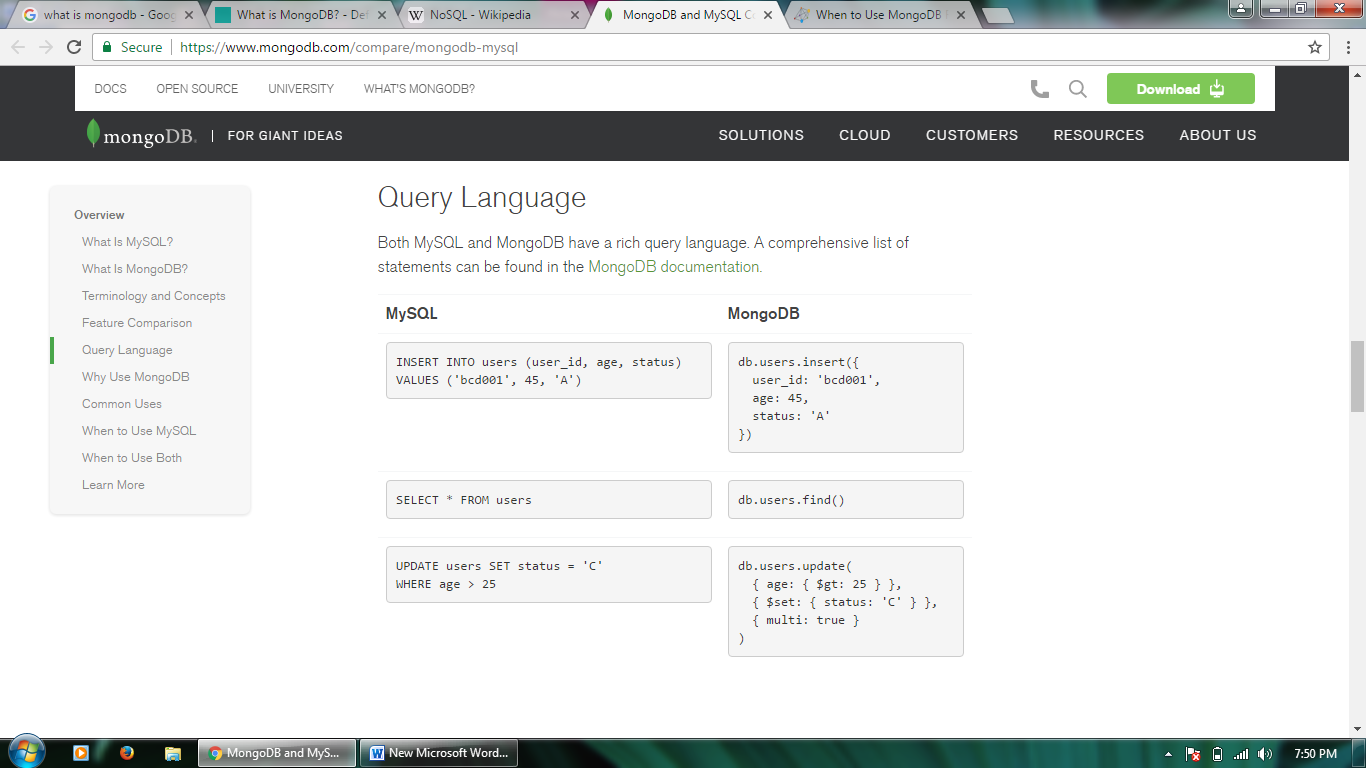 what is mongodb - Goog
What is MongoDB? - Def
NoSQL - Wikipedia
MongoDB and MySQL C
When to Use MongoDB
Secure
https://www.mongodb.com/compare/mongodb-mysql
DOCS
OPEN SOURCE
UNIVERSITY
WHAT'S MONGODB?
Download
mongoDB.
FOR GIANT IDEAS
SOLUTIONS
CLOUD
CUSTOMERS
RESOURCES
ABOUT US
Overview
What Is MySQL?
What Is MongoDB?
Terminology and Concepts
Feature Comparison
Query Language
Why Use MongoDB
Common Uses
When to Use MySQL
When to Use Both
Learn More
Query Language
Both MySQL and MongoDB have a rich query language. A comprehensive list of
statements can be found in the MongoDB documentation.
MySQL
MongoDB
INSERT INTO users (user_id, age, status)
VALUES ('bcd001', 45, 'A')
db.users.insert({
  user_id: 'bcd001',
  age: 45,
  status: 'A'
})
SELECT * FROM users
db.users.find()
UPDATE users SET status = 'C'
WHERE age > 25
db.users.update(
  { age: { $gt: 25 } },
  { $set: { status: 'C' } },
  { multi: true }
)
MongoDB and MyS...
New Microsoft Word...
7:50 PM